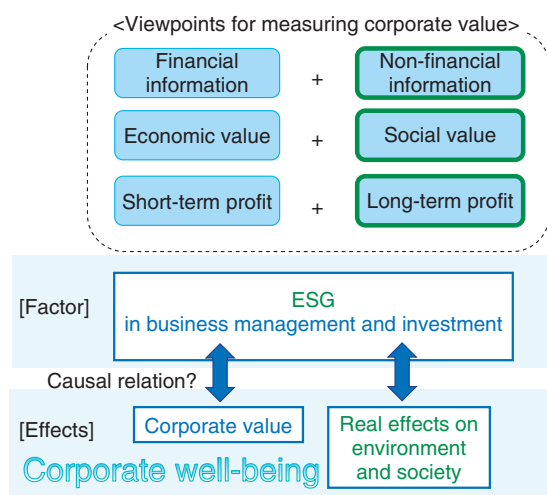 <Viewpoints for measuring corporate value>
Financial
information
+
Non-financial
information
Economic value
+
Social value
Short-term profit
+
Long-term profit
[Factor]
ESG
in business management and investment
Causal relation?
[Effects]
Corporate value
Real effects on
environment
and society
Corporate well-being